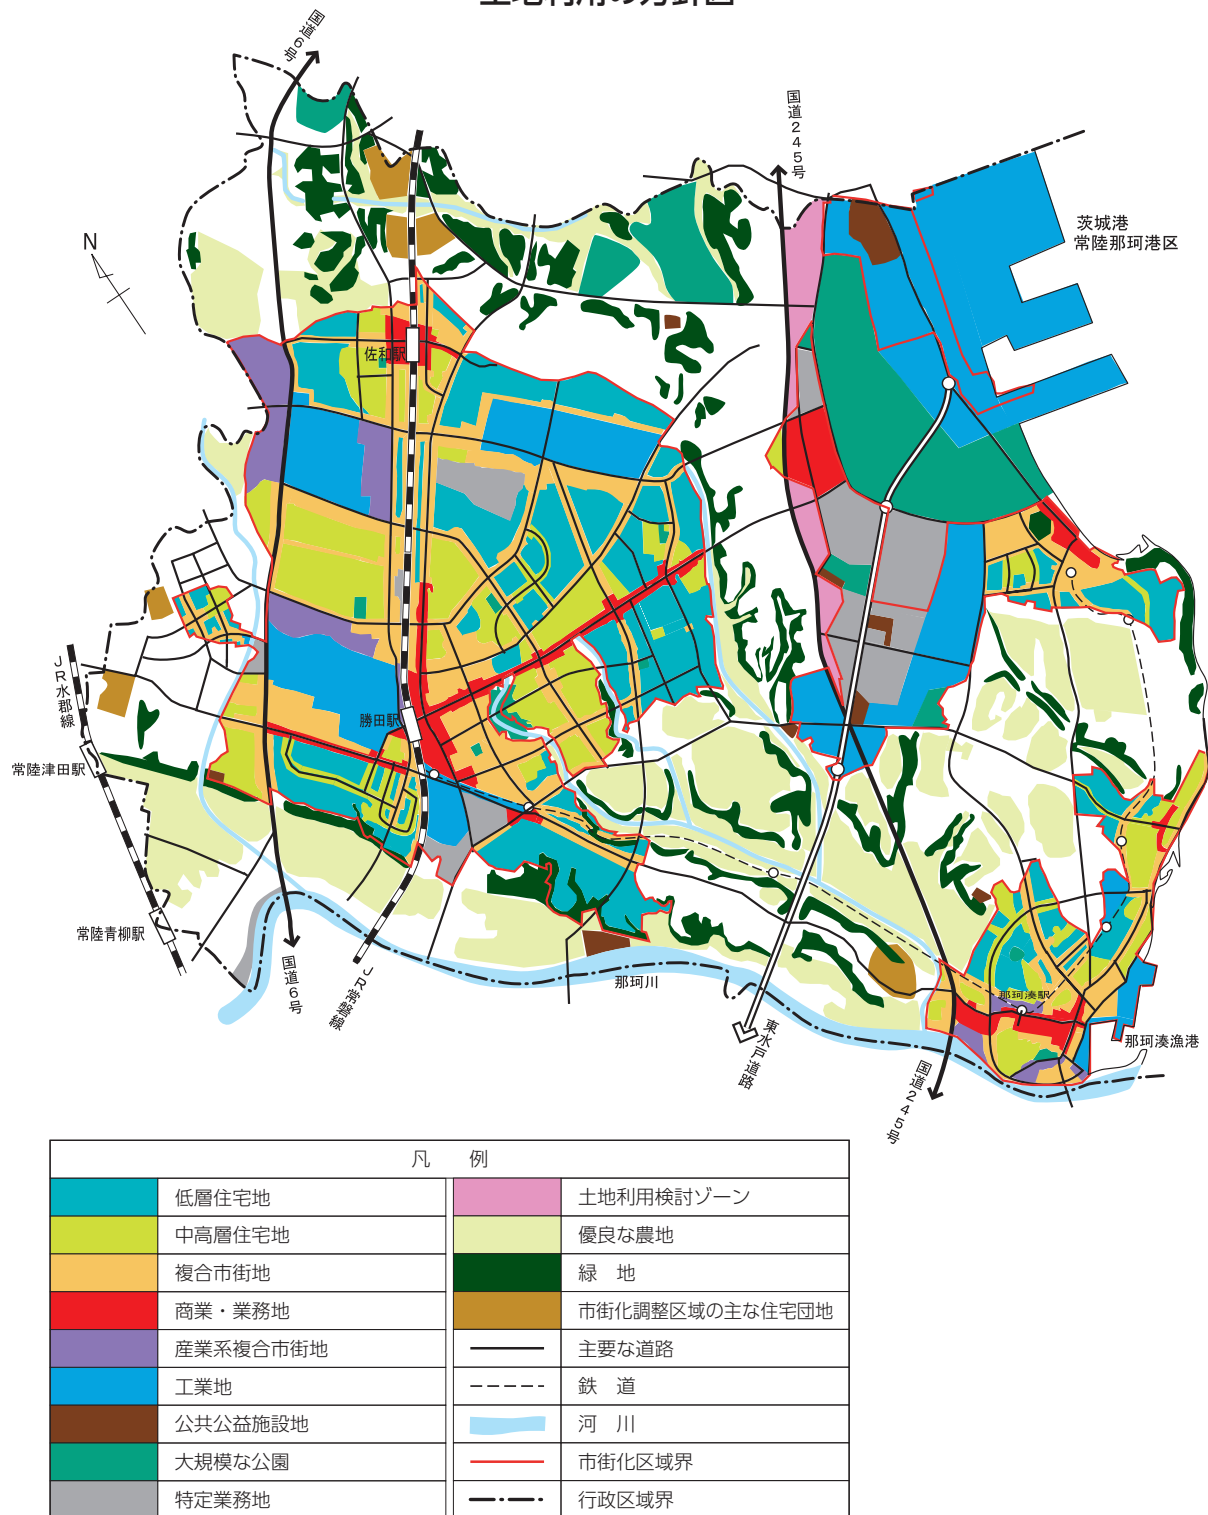 土地利用の方針図
国道6号
国道245号
茨城港
常陸那珂港区
N
佐和駅
JR水郡線
勝田駅
常陸津田駅
常陸青柳駅
国道6号
JR常磐線
那珂川
東水戸道路
那珂湊駅
那珂湊漁港
国道245号
凡　例
低層住宅地
土地利用検討ゾーン
中高層住宅地
優良な農地
複合市街地
緑　地
商業・業務地
市街化調整区域の主な住宅団地
産業系複合市街地
主要な道路
工業地
鉄　道
公共公益施設地
河　川
大規模な公園
市街化区域界
特定業務地
行政区域界